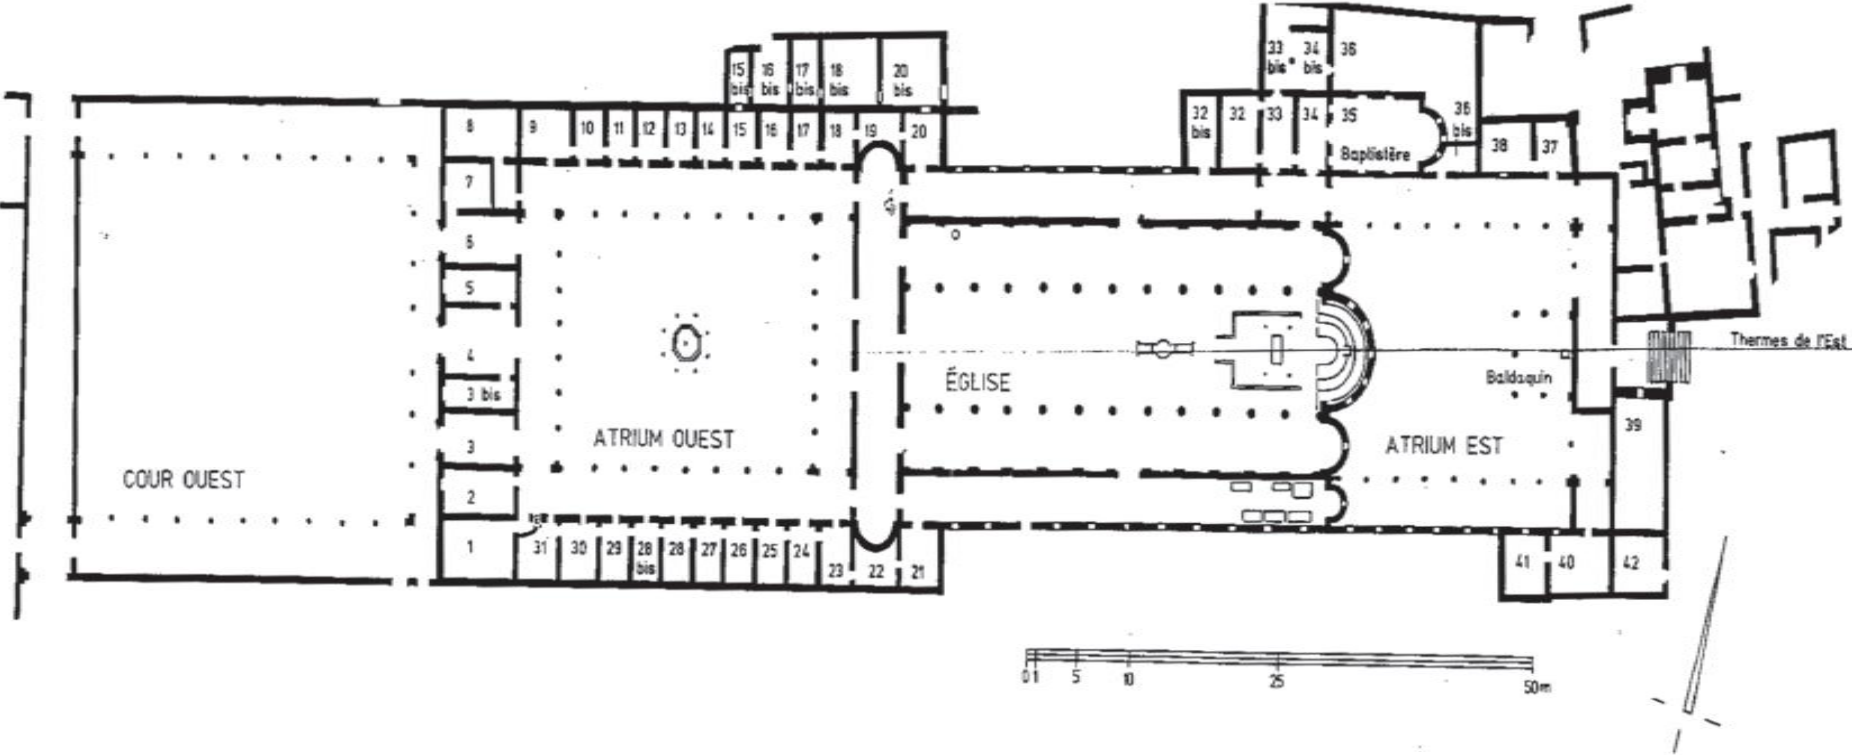 33 bis
34 bis
36
15 bis
16 bis
17 bis
18 bis
20 bis
8
9
10
11
12
13
14
15
16
17
18
19
20
32 bis
32
33
34
35
36 bis
38
37
Baptistère
7
6
5
4
3 bis
3
2
1
ÉGLISE
ATRIUM OUEST
COUR OUEST
ATRIUM EST
Baldaquin
Thermes de l'Est
39
31
30
29
28 bis
28
27
26
25
24
23
22
21
41
40
42
0 1 5 10 25 50m